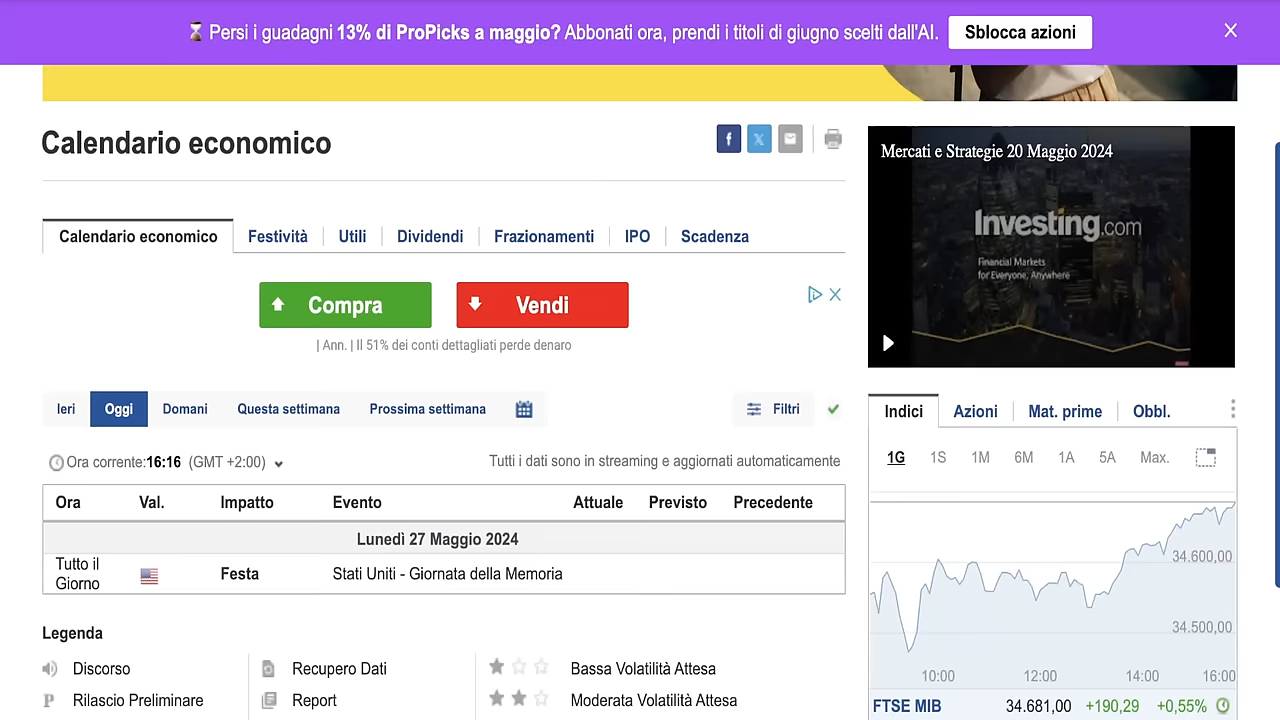 ⌛ Persi i guadagni 13% di ProPicks a maggio? Abbonati ora, prendi i titoli di giugno scelti dall'AI. Sblocca azioni X
Calendario economico
Calendario economico Festività Utili Dividendi Frazionamenti IPO Scadenza
Compra Vendi
| Ann. | Il 51% dei conti dettagliati perde denaro
Ieri Oggi Domani Questa settimana Prossima settimana Filtri
Ora corrente:16:16 (GMT +2:00) Tutti i dati sono in streaming e aggiornati automaticamente
Ora Val. Impatto Evento Attuale Previsto Precedente
Lunedì 27 Maggio 2024
Tutto il
Giorno Festa Stati Uniti - Giornata della Memoria
Legenda
Discorso Recupero Dati Bassa Volatilità Attesa
P Rilascio Preliminare Report Moderata Volatilità Attesa
Mercati e Strategie 20 Maggio 2024
Investing.com
Financial Markets
for Everyone, Anywhere
Indici Azioni Mat. prime Obbl.
1G 1S 1M 6M 1A 5A Max.
34.600,00
34.500,00
10:00 12:00 14:00 16:00
FTSE MIB 34.681,00 +190,29 +0,55%